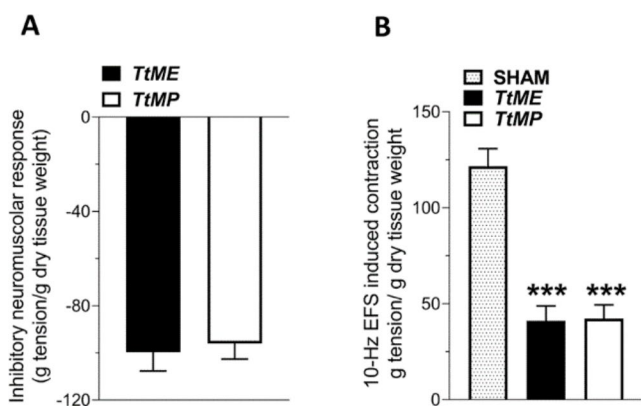 A
TtME
TtMP
Inhibitory neuromuscular response
(g tension/g dry tissue weight)
0
-40
-80
-120
B
SHAM
TtME
TtMP
10-Hz EFS induced contraction
g tension/ g dry tissue weight
150
100
50
0
*** ***